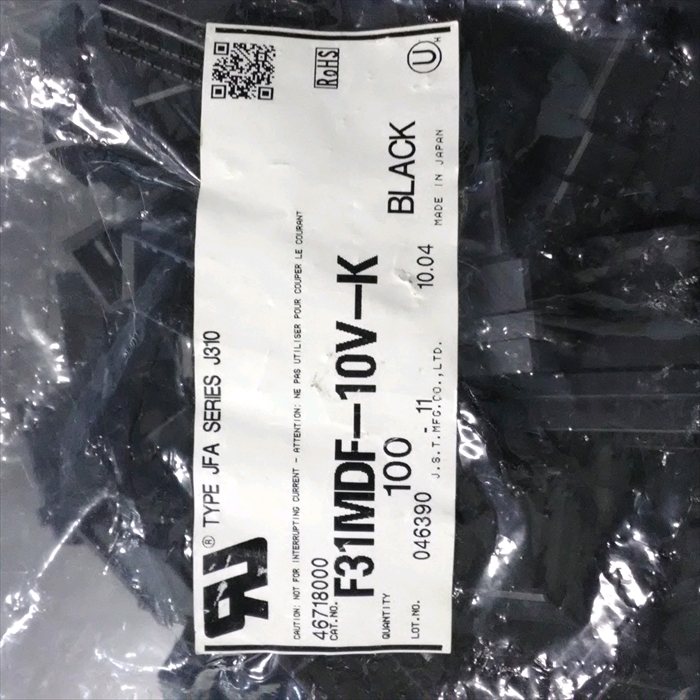 ® TYPE JFA SERIES J310
RoHS
CAUTION: NOT FOR INTERRUPTING CURRENT - ATTENTION: NE PAS UTILISER POUR COUPER LE COURANT
46718000
CAT.NO. F31MDF-10V-K
QUANTITY 100 BLACK
LOT.NO. 046390 - 11 10.04
J.S.T.MFG.CO.,LTD. MADE IN JAPAN